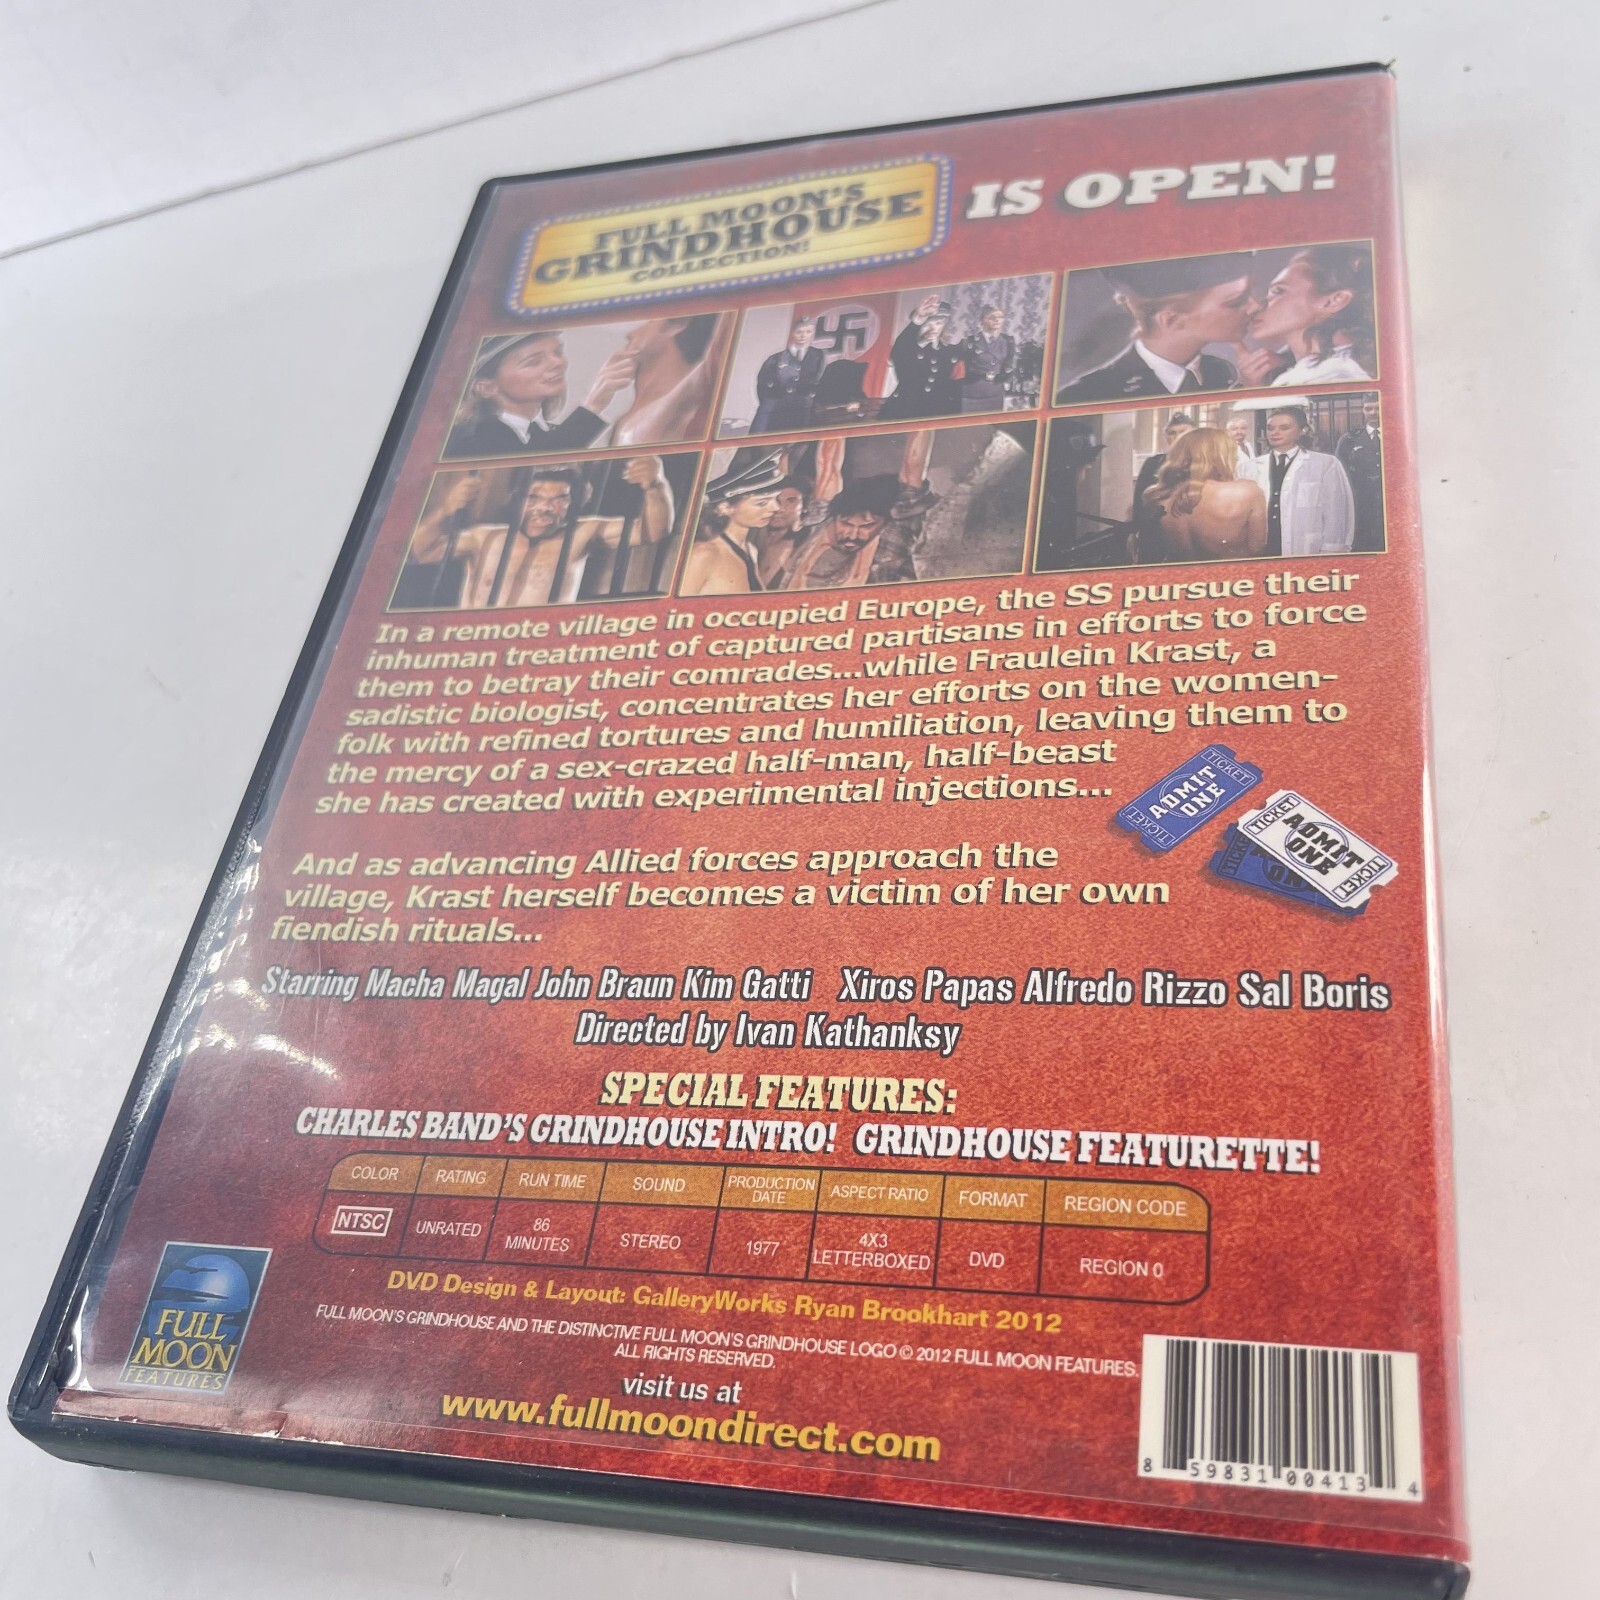 FULL MOON'S
GRINDHOUSE
COLLECTION!
IS OPEN!
In a remote village in occupied Europe, the SS pursue their
inhuman treatment of captured partisans in efforts to force
them to betray their comrades...while Fraulein Krast, a
sadistic biologist, concentrates her efforts on the women-
folk with refined tortures and humiliation, leaving them to
the mercy of a sex-crazed half-man, half-beast
she has created with experimental injections...
TICKET
ADMIT
ONE
TICKET
TICKET
ADMIT
ONE
TICKET
And as advancing Allied forces approach the
village, Krast herself becomes a victim of her own
fiendish rituals...
Starring Macha Magal John Braun Kim Gatti Xiros Papas Alfredo Rizzo Sal Boris
Directed by Ivan Kathanksy
SPECIAL FEATURES:
CHARLES BAND'S GRINDHOUSE INTRO! GRINDHOUSE FEATURETTE!
COLOR RATING RUN TIME SOUND PRODUCTION DATE ASPECT RATIO FORMAT REGION CODE
NTSC UNRATED 86 MINUTES STEREO 1977 4X3 LETTERBOXED DVD REGION 0
DVD Design & Layout: GalleryWorks Ryan Brookhart 2012
FULL MOON'S GRINDHOUSE AND THE DISTINCTIVE FULL MOON'S GRINDHOUSE LOGO © 2012 FULL MOON FEATURES.
ALL RIGHTS RESERVED.
visit us at
www.fullmoondirect.com
FULL
MOON
FEATURES
8 59831 00413 4